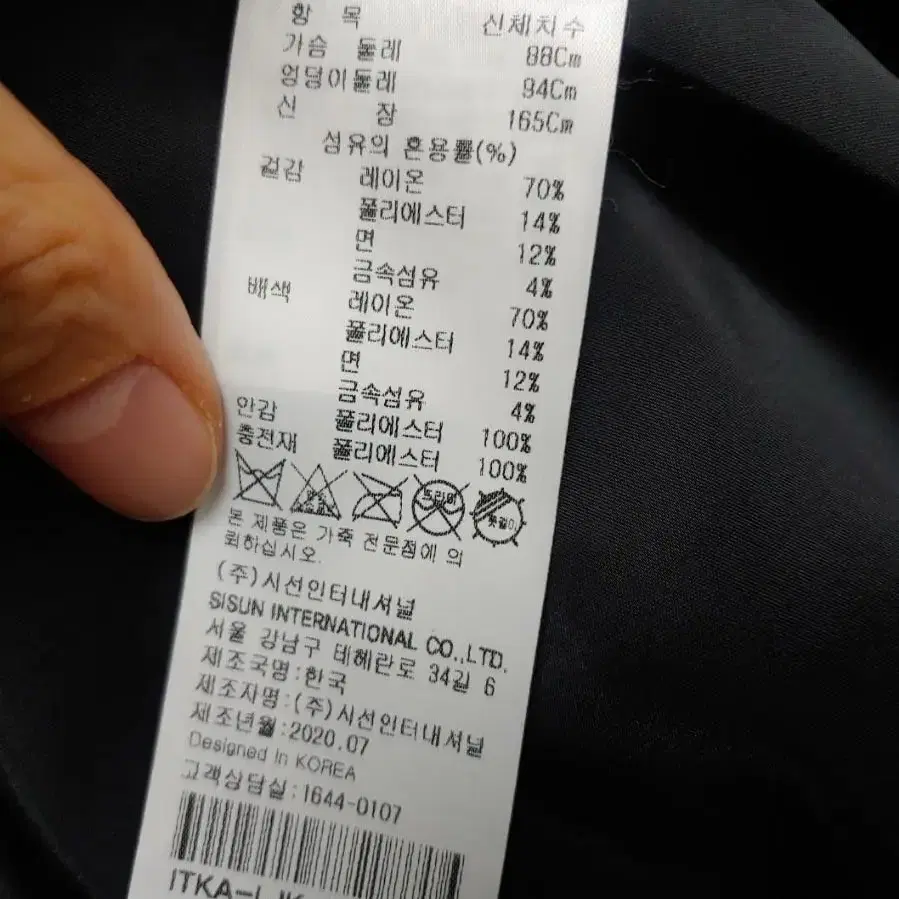 항 목 신체치수
가슴 둘레 88Cm
엉덩이둘레 94Cm
신 장 165Cm
섬유의 혼용률(%)
겉감 레이온 70%
폴리에스터 14%
면 12%
금속섬유 4%
배색 레이온 70%
폴리에스터 14%
면 12%
금속섬유 4%
안감 폴리에스터 100%
충전재 폴리에스터 100%
드라이 옷걸이
본 제품은 가죽 전문점에 의
뢰하십시오.
(주)시선인터내셔널
SISUN INTERNATIONAL CO.,LTD.
서울 강남구 테헤란로 34길 6
제조국명:한국
제조자명:(주)시선인터내셔널
제조년월:2020.07
Designed In KOREA
고객상담실:1644-0107